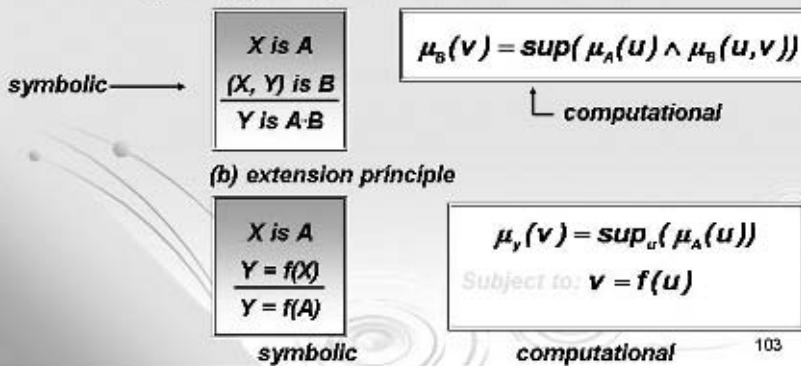 X is A
μB(v) = sup( μA(u) ∧ μB(u,v))
symbolic
(X, Y) is B
Y is A·B
computational
(b) extension principle
X is A
Y = f(X)
Y = f(A)
μy(v) = supu( μA(u))
Subject to: v = f(u)
symbolic
computational
103